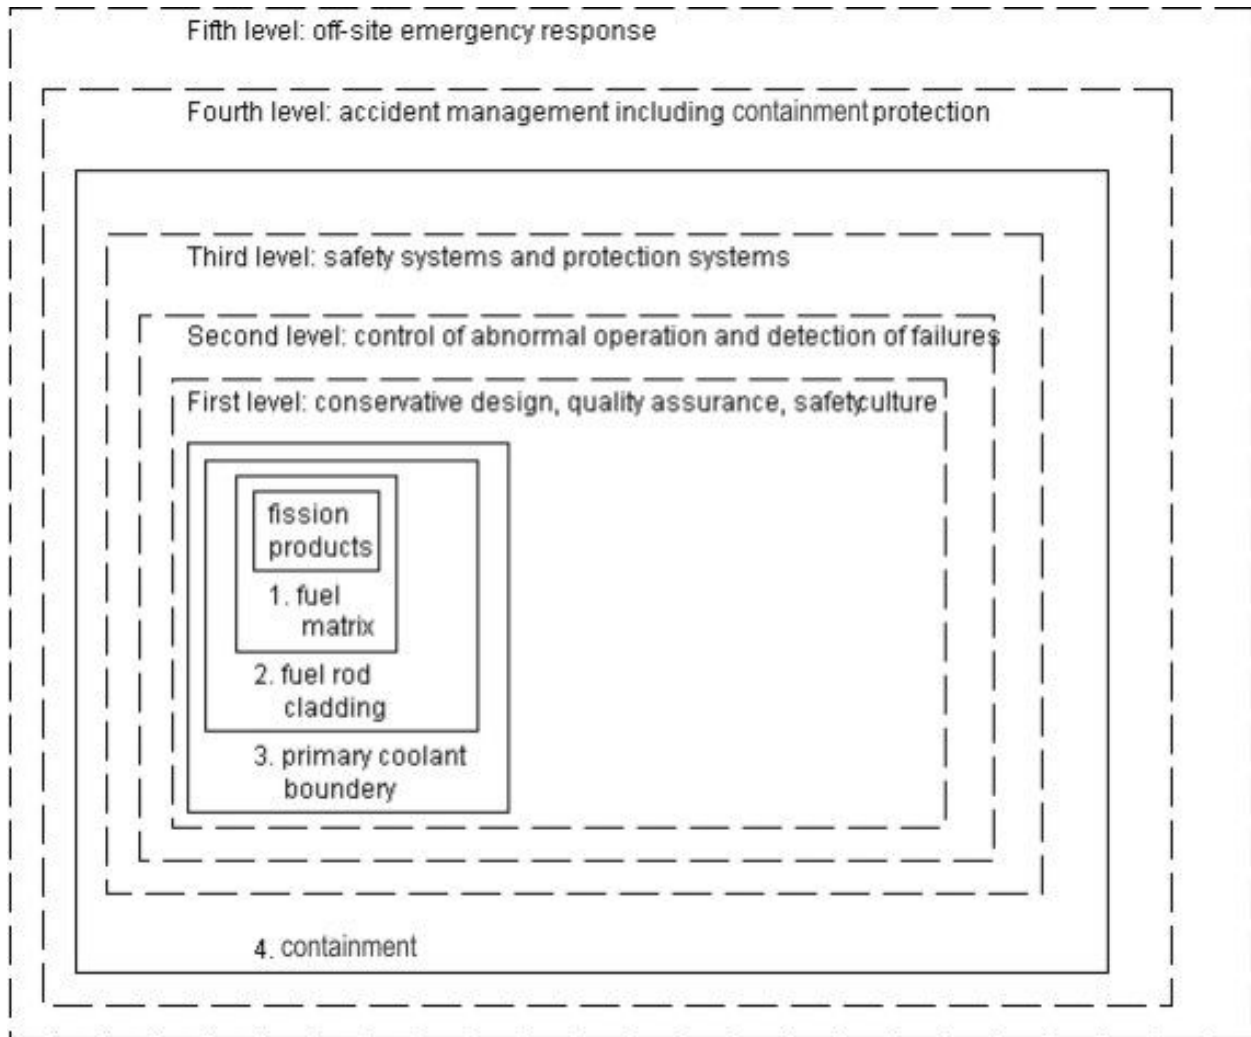 Fifth level: off-site emergency response
Fourth level: accident management including containment protection
Third level: safety systems and protection systems
Second level: control of abnormal operation and detection of failures
First level: conservative design, quality assurance, safety culture
fission
products
1. fuel
matrix
2. fuel rod
cladding
3. primary coolant
boundery
4. containment